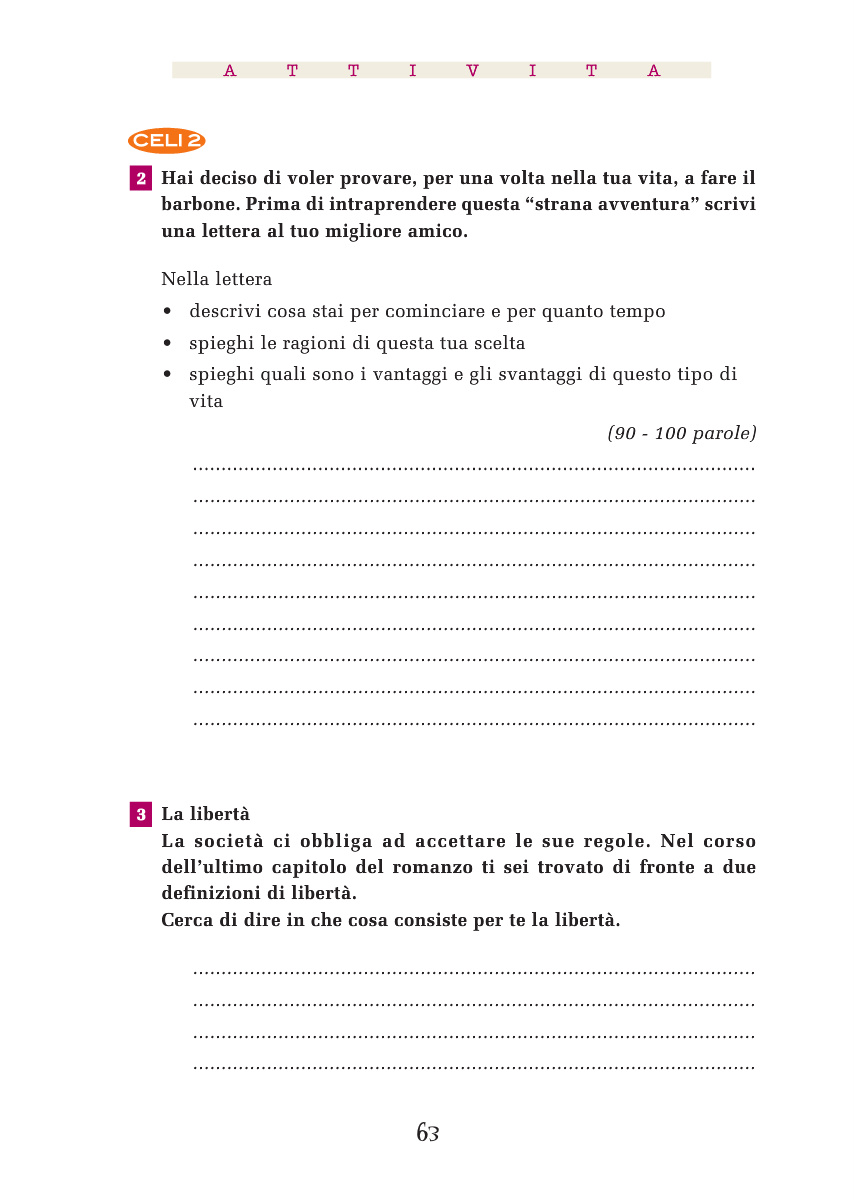 A T T I V I T A
CELI 2
2 Hai deciso di voler provare, per una volta nella tua vita, a fare il
barbone. Prima di intraprendere questa “strana avventura” scrivi
una lettera al tuo migliore amico.
Nella lettera
• descrivi cosa stai per cominciare e per quanto tempo
• spieghi le ragioni di questa tua scelta
• spieghi quali sono i vantaggi e gli svantaggi di questo tipo di
vita
(90 - 100 parole)
...................................................................................................
...................................................................................................
...................................................................................................
...................................................................................................
...................................................................................................
...................................................................................................
...................................................................................................
...................................................................................................
...................................................................................................
3 La libertà
La società ci obbliga ad accettare le sue regole. Nel corso
dell’ultimo capitolo del romanzo ti sei trovato di fronte a due
definizioni di libertà.
Cerca di dire in che cosa consiste per te la libertà.
...................................................................................................
...................................................................................................
...................................................................................................
...................................................................................................
63